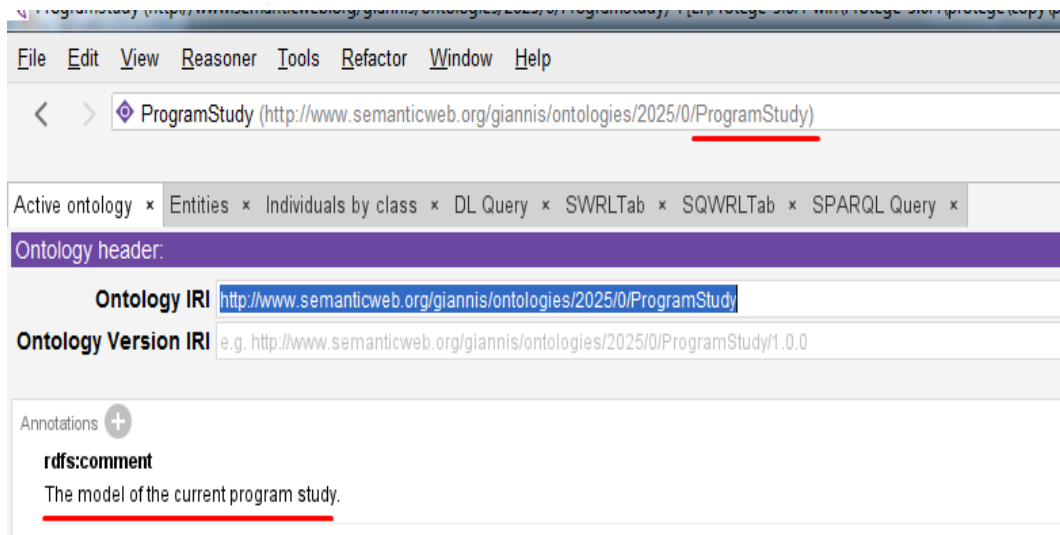 File Edit View Reasoner Tools Refactor Window Help
ProgramStudy (http://www.semanticweb.org/giannis/ontologies/2025/0/ProgramStudy)
Active ontology × Entities × Individuals by class × DL Query × SWRLTab × SQWRLTab × SPARQL Query ×
Ontology header:
Ontology IRI http://www.semanticweb.org/giannis/ontologies/2025/0/ProgramStudy
Ontology Version IRI e.g. http://www.semanticweb.org/giannis/ontologies/2025/0/ProgramStudy/1.0.0
Annotations
rdfs:comment
The model of the current program study.